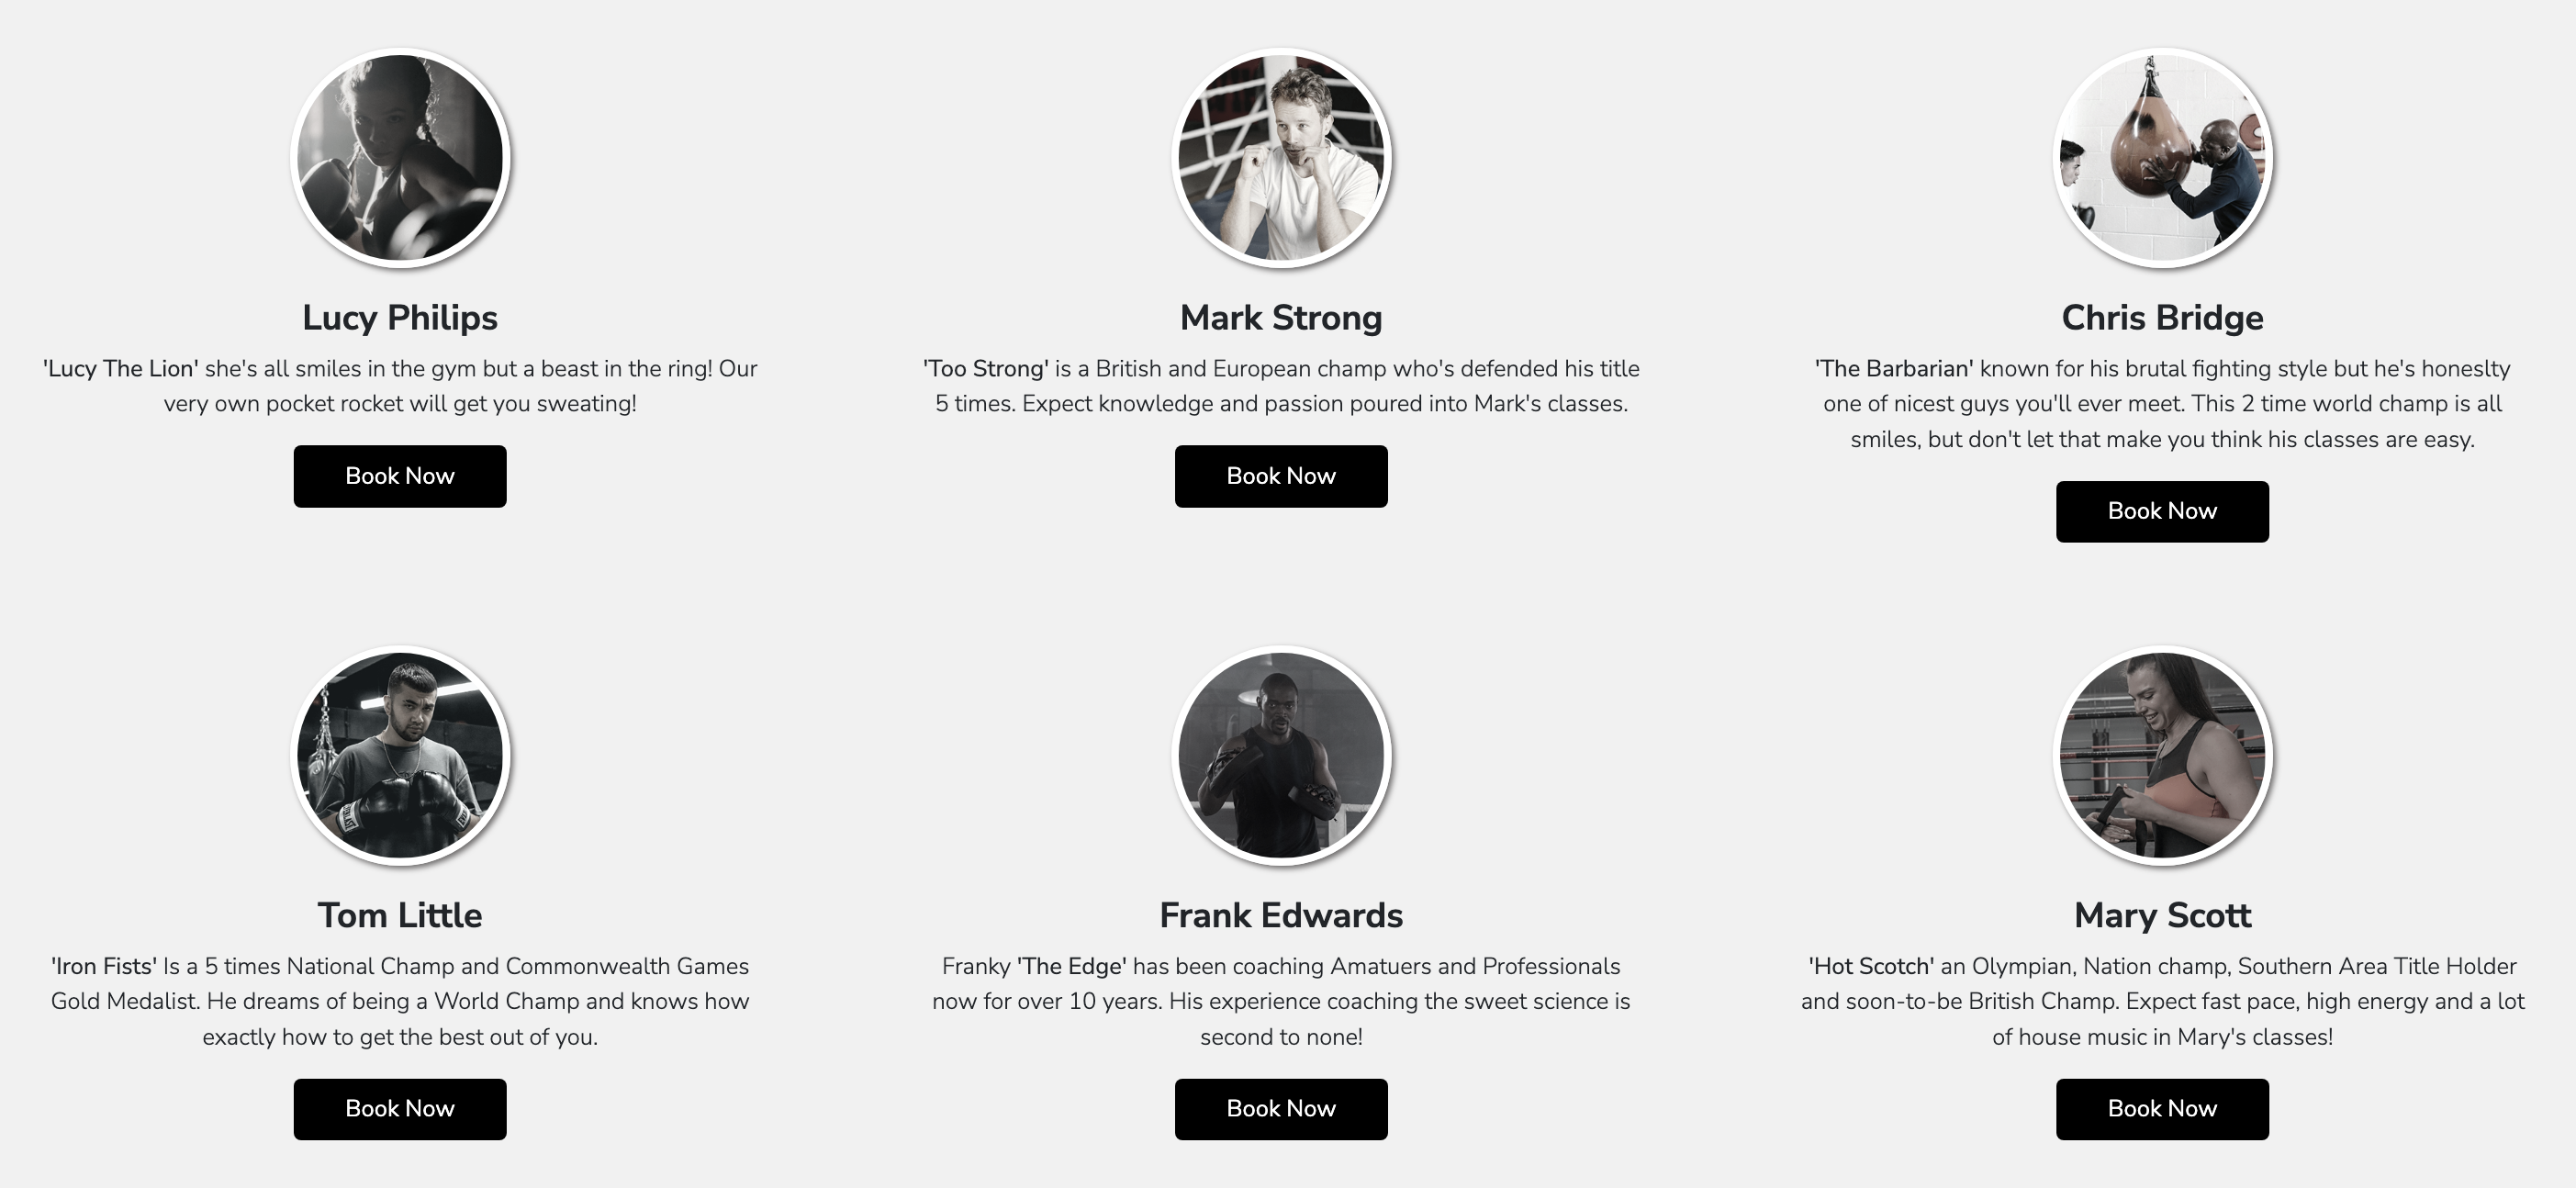 Lucy Philips
'Lucy The Lion' she's all smiles in the gym but a beast in the ring! Our
very own pocket rocket will get you sweating!
Book Now
Mark Strong
'Too Strong' is a British and European champ who's defended his title
5 times. Expect knowledge and passion poured into Mark's classes.
Book Now
Chris Bridge
'The Barbarian' known for his brutal fighting style but he's honeslty
one of nicest guys you'll ever meet. This 2 time world champ is all
smiles, but don't let that make you think his classes are easy.
Book Now
Tom Little
'Iron Fists' Is a 5 times National Champ and Commonwealth Games
Gold Medalist. He dreams of being a World Champ and knows how
exactly how to get the best out of you.
Book Now
Frank Edwards
Franky 'The Edge' has been coaching Amatuers and Professionals
now for over 10 years. His experience coaching the sweet science is
second to none!
Book Now
Mary Scott
'Hot Scotch' an Olympian, Nation champ, Southern Area Title Holder
and soon-to-be British Champ. Expect fast pace, high energy and a lot
of house music in Mary's classes!
Book Now